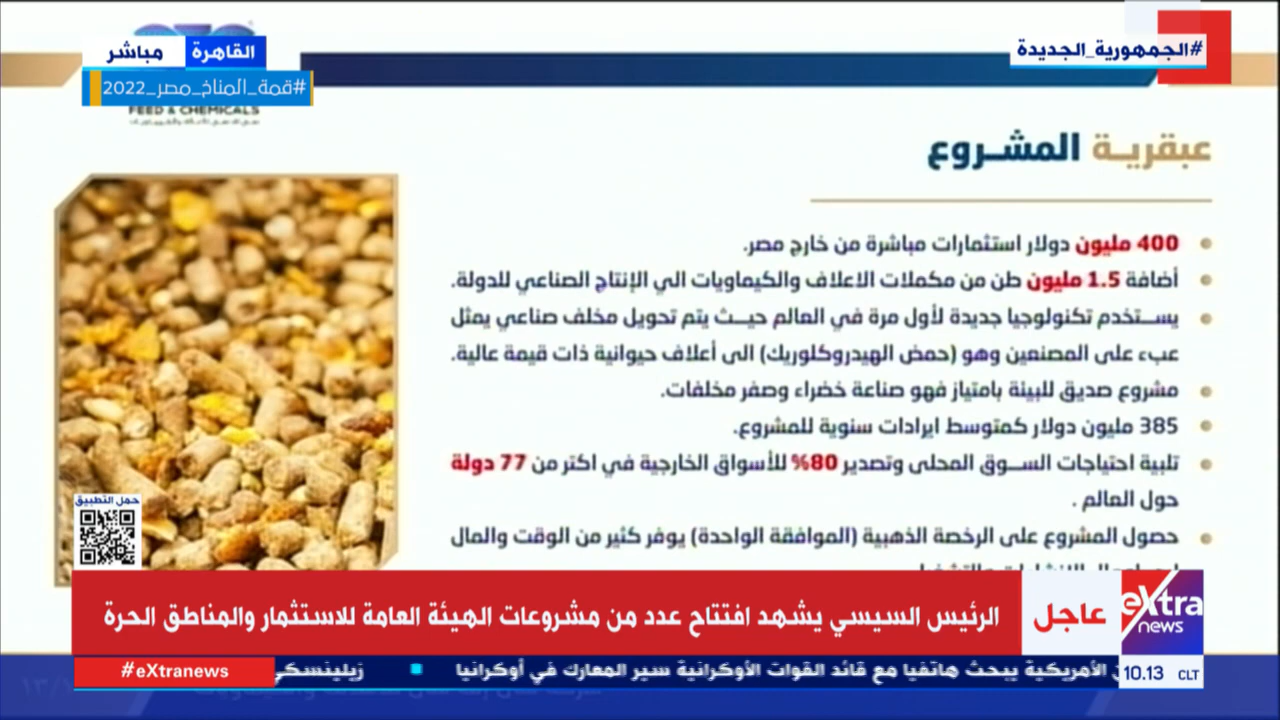 #الجمهورية_الجديدة
القاهرة مباشر
#قمة_المناخ_مصر_2022
FEED & CHEMICALS
عبقرية المشروع
400 مليون دولار استثمارات مباشرة من خارج مصر.
أضافة 1.5 مليون طن من مكملات الاعلاف والكيماويات الي الإنتاج الصناعي للدولة.
يستخدم تكنولوجيا جديدة لأول مرة في العالم حيث يتم تحويل مخلف صناعي يمثل
عبء على المصنعين وهو (حمض الهيدروكلوريك) الى أعلاف حيوانية ذات قيمة عالية.
مشروع صديق للبيئة بامتياز فهو صناعة خضراء وصفر مخلفات.
385 مليون دولار كمتوسط ايرادات سنوية للمشروع.
تلبية احتياجات السوق المحلى وتصدير 80% للأسواق الخارجية في اكثر من 77 دولة
حول العالم .
حصول المشروع على الرخصة الذهبية (الموافقة الواحدة) يوفر كثير من الوقت والمال
حمل التطبيق
عاجل
الرئيس السيسي يشهد افتتاح عدد من مشروعات الهيئة العامة للاستثمار والمناطق الحرة
eXtra
news
#eXtranews
الأمريكية يبحث هاتفيا مع قائد القوات الأوكرانية سير المعارك في أوكرانيا
10.13 CLT